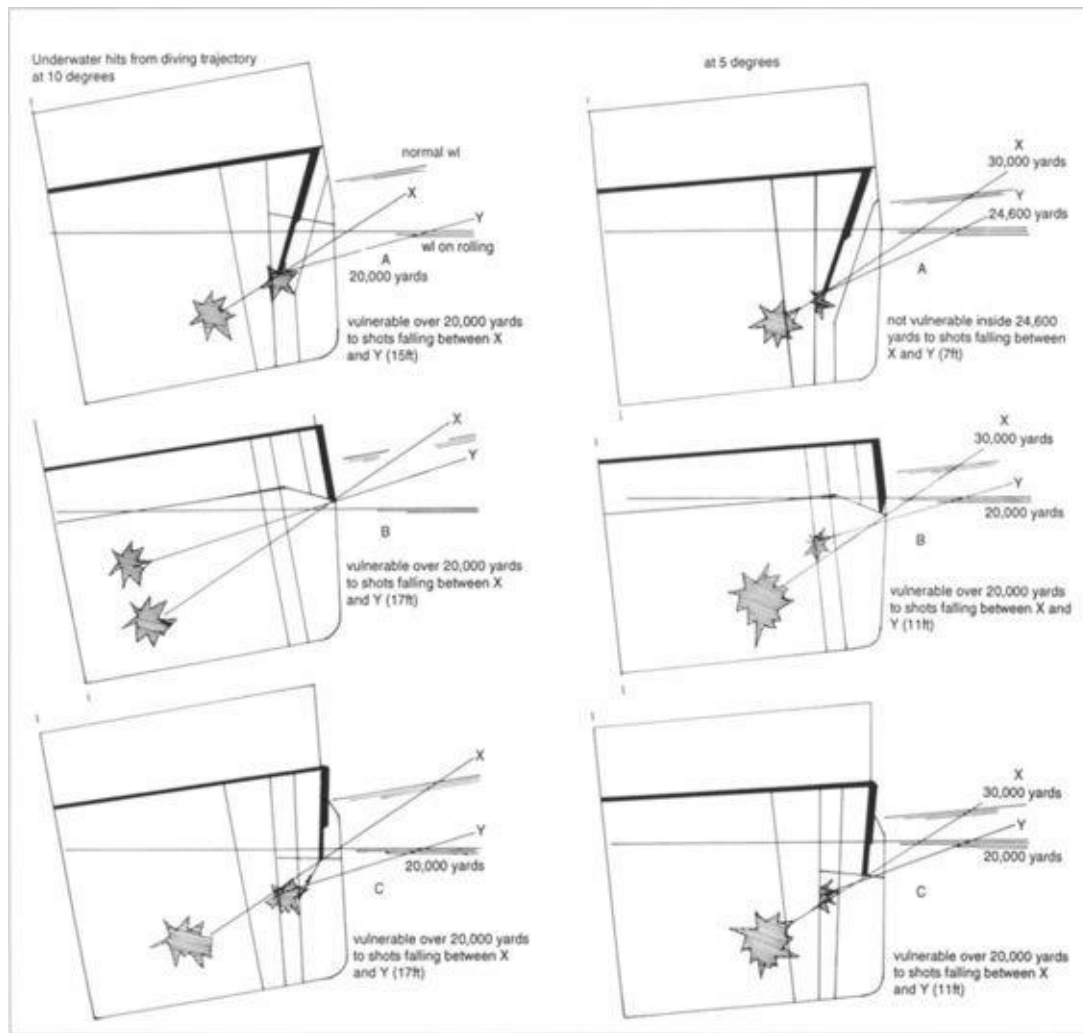 Underwater hits from diving trajectory
at 10 degrees
at 5 degrees
normal wl
X
Y
wl on rolling
A
20,000 yards
vulnerable over 20,000 yards
to shots falling between X
and Y (15ft)
X
30,000 yards
Y
24,600 yards
A
not vulnerable inside 24,600
yards to shots falling between
X and Y (7ft)
X
Y
B
vulnerable over 20,000 yards
to shots falling between X
and Y (17ft)
X
30,000 yards
Y
20,000 yards
B
vulnerable over 20,000 yards
to shots falling between X and
Y (11ft)
X
Y
20,000 yards
C
vulnerable over 20,000 yards
to shots falling between X
and Y (17ft)
X
30,000 yards
Y
20,000 yards
C
vulnerable over 20,000 yards
to shots falling between X
and Y (11ft)